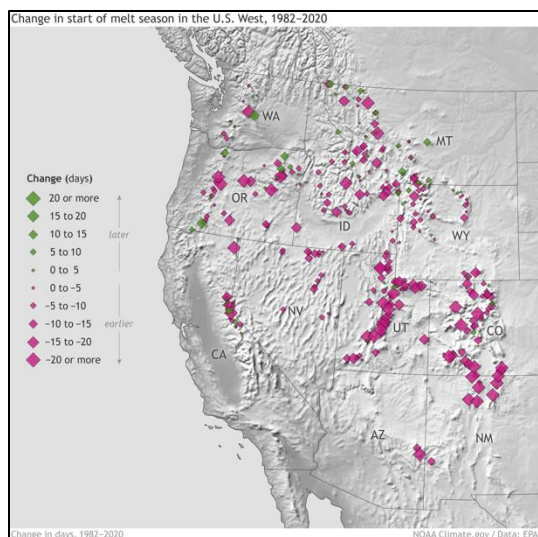 Change in start of melt season in the U.S. West, 1982–2020
WA
MT
OR
ID
WY
NV
UT
CO
CA
AZ
NM
Change (days)
20 or more
15 to 20
10 to 15
5 to 10
0 to 5
0 to –5
–5 to –10
–10 to –15
–15 to –20
–20 or more
later
earlier
Change in days, 1982–2020
NOAA Climate.gov / Data: EPA